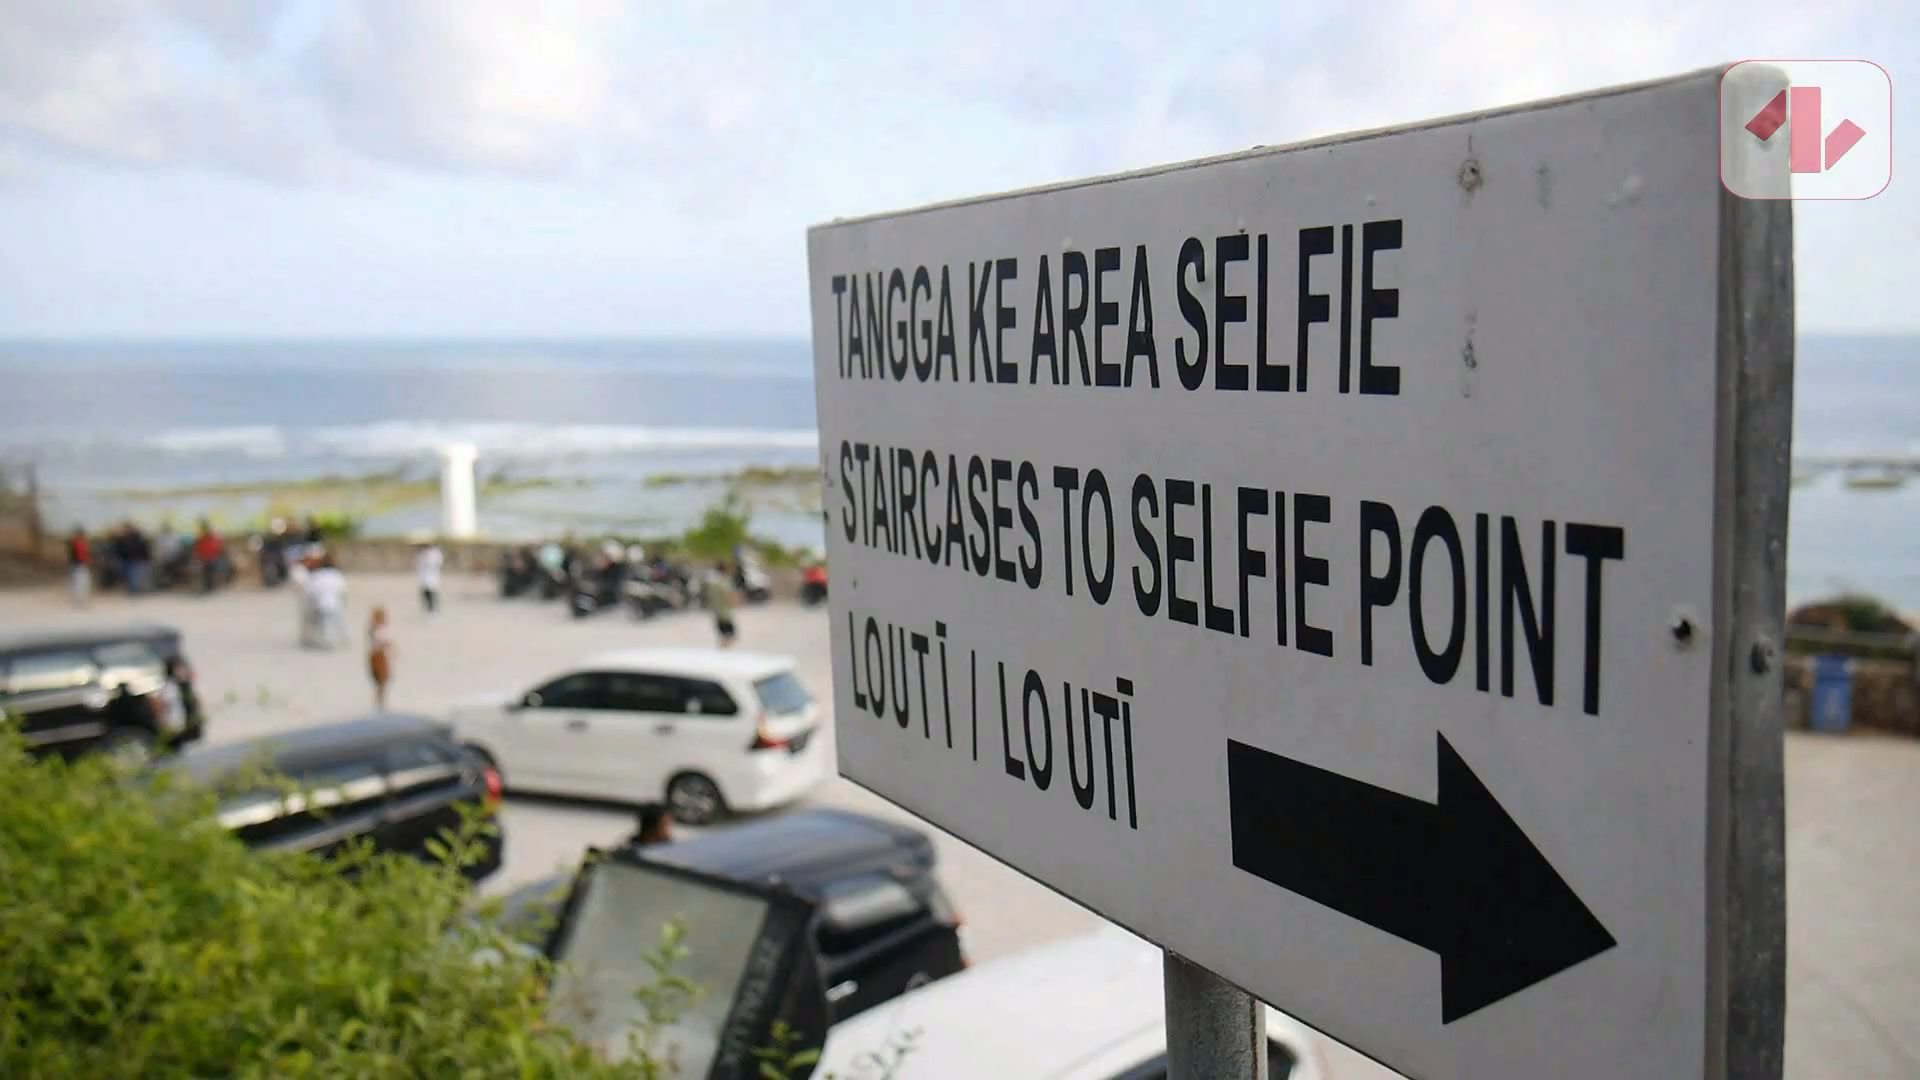 TANGGA KE AREA SELFIE
STAIRCASES TO SELFIE POINT
LOUTĪ / LO UTĪ